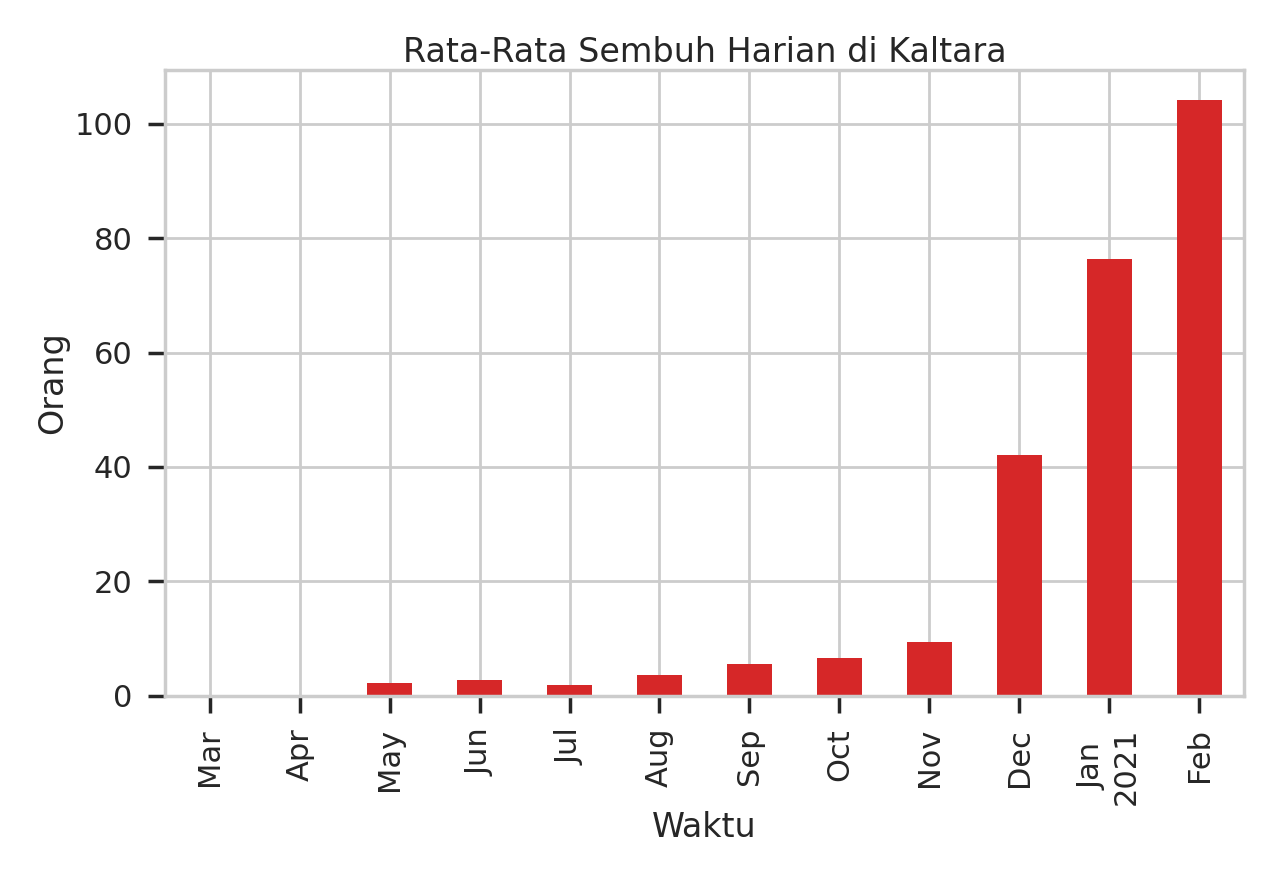 Rata-Rata Sembuh Harian di Kaltara
100
80
60
40
20
0
Orang
Mar
Apr
May
Jun
Jul
Aug
Sep
Oct
Nov
Dec
Jan
2021
Feb
Waktu